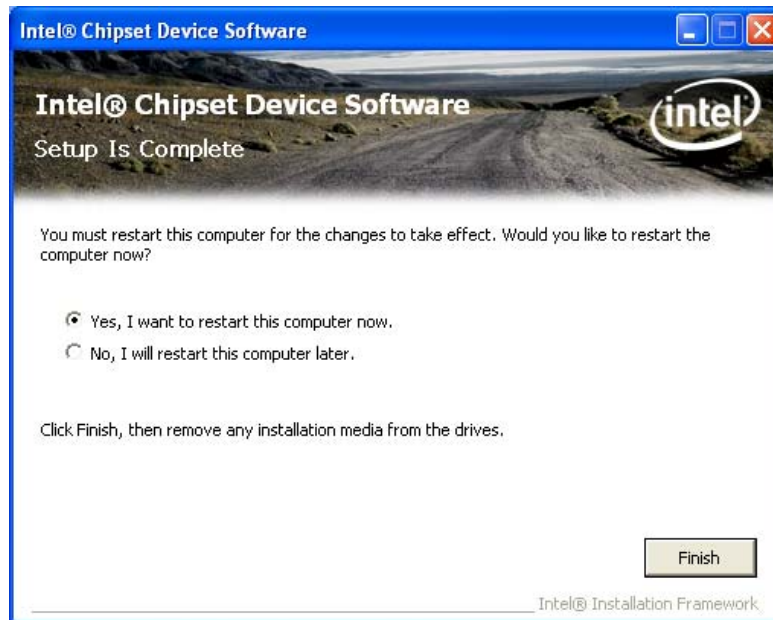 Intel® Chipset Device Software
Intel® Chipset Device Software
intel
Setup Is Complete
You must restart this computer for the changes to take effect. Would you like to restart the
computer now?
Yes, I want to restart this computer now.
No, I will restart this computer later.
Click Finish, then remove any installation media from the drives.
Finish
Intel® Installation Framework